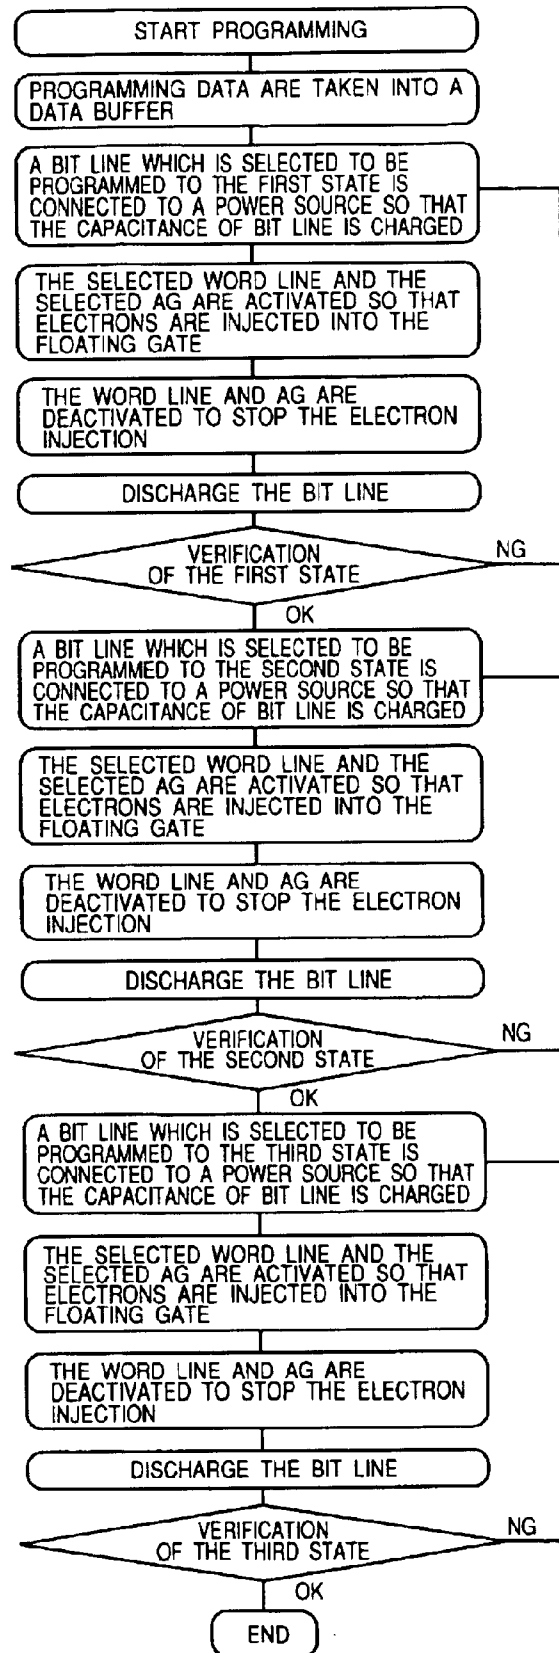 START PROGRAMMING
PROGRAMMING DATA ARE TAKEN INTO A
DATA BUFFER
A BIT LINE WHICH IS SELECTED TO BE
PROGRAMMED TO THE FIRST STATE IS
CONNECTED TO A POWER SOURCE SO THAT
THE CAPACITANCE OF BIT LINE IS CHARGED
THE SELECTED WORD LINE AND THE
SELECTED AG ARE ACTIVATED SO THAT
ELECTRONS ARE INJECTED INTO THE
FLOATING GATE
THE WORD LINE AND AG ARE
DEACTIVATED TO STOP THE ELECTRON
INJECTION
DISCHARGE THE BIT LINE
VERIFICATION
OF THE FIRST STATE
NG
OK
A BIT LINE WHICH IS SELECTED TO BE
PROGRAMMED TO THE SECOND STATE IS
CONNECTED TO A POWER SOURCE SO THAT
THE CAPACITANCE OF BIT LINE IS CHARGED
THE SELECTED WORD LINE AND THE
SELECTED AG ARE ACTIVATED SO THAT
ELECTRONS ARE INJECTED INTO THE
FLOATING GATE
THE WORD LINE AND AG ARE
DEACTIVATED TO STOP THE ELECTRON
INJECTION
DISCHARGE THE BIT LINE
VERIFICATION
OF THE SECOND STATE
NG
OK
A BIT LINE WHICH IS SELECTED TO BE
PROGRAMMED TO THE THIRD STATE IS
CONNECTED TO A POWER SOURCE SO THAT
THE CAPACITANCE OF BIT LINE IS CHARGED
THE SELECTED WORD LINE AND THE
SELECTED AG ARE ACTIVATED SO THAT
ELECTRONS ARE INJECTED INTO THE
FLOATING GATE
THE WORD LINE AND AG ARE
DEACTIVATED TO STOP THE ELECTRON
INJECTION
DISCHARGE THE BIT LINE
VERIFICATION
OF THE THIRD STATE
NG
OK
END